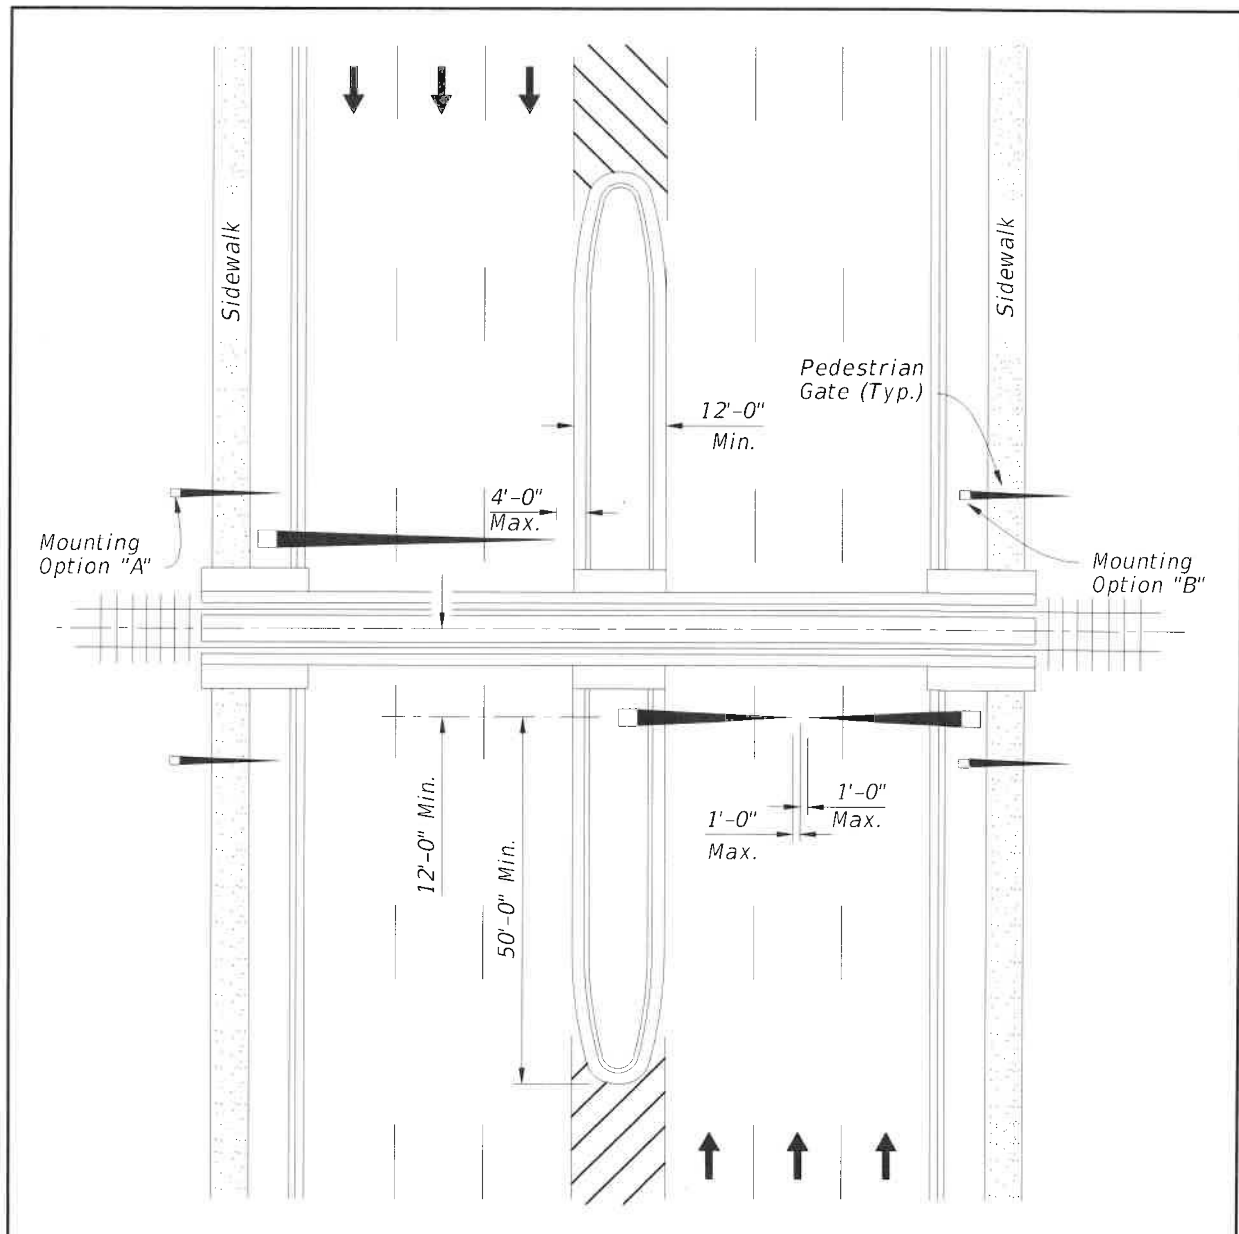 Sidewalk
Sidewalk
Pedestrian
Gate (Typ.)
12'-0"
Min.
4'-0"
Max.
Mounting
Option "A"
Mounting
Option "B"
12'-0" Min.
50'-0" Min.
1'-0"
Max.
1'-0"
Max.